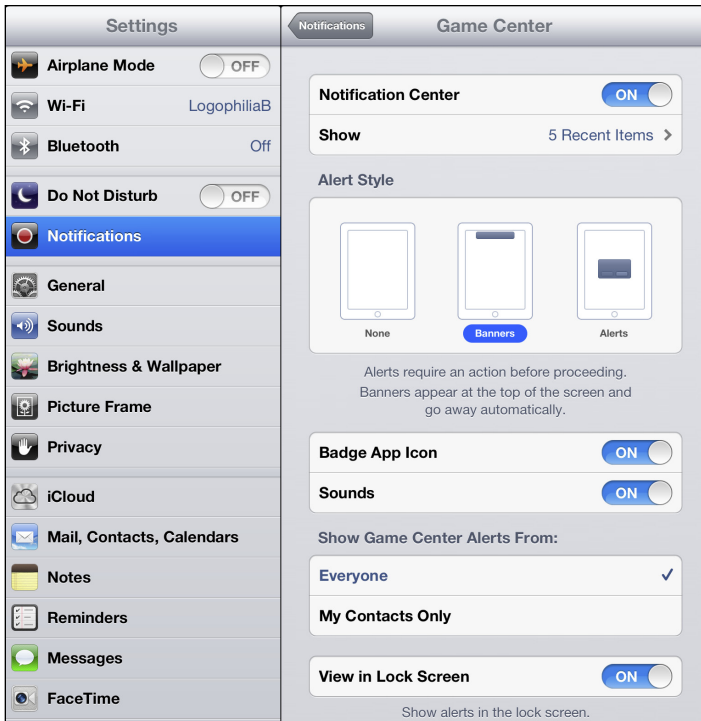 Settings
Airplane Mode OFF
Wi-Fi LogophiliaB
Bluetooth Off
Do Not Disturb OFF
Notifications
General
Sounds
Brightness & Wallpaper
Picture Frame
Privacy
iCloud
Mail, Contacts, Calendars
Notes
Reminders
Messages
FaceTime
Notifications Game Center
Notification Center ON
Show 5 Recent Items
Alert Style
None Banners Alerts
Alerts require an action before proceeding.
Banners appear at the top of the screen and
go away automatically.
Badge App Icon ON
Sounds ON
Show Game Center Alerts From:
Everyone
My Contacts Only
View in Lock Screen ON
Show alerts in the lock screen.